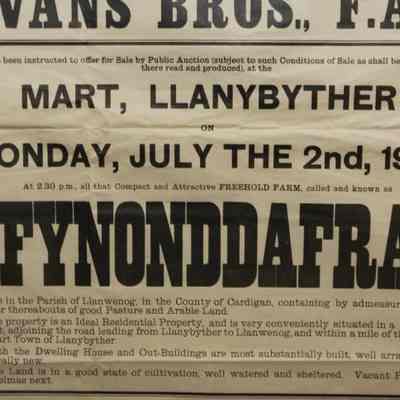 VANS BROS., F.A
been instructed to offer for Sale by Public Auction (subject to such Conditions of Sale as shall be
there read and produced), at the
MART, LLANYBYTHER
ON
ONDAY, JULY THE 2nd, 19
At 2.30 p.m., all that Compact and Attractive FREEHOLD FARM, called and known as
FYNONDDAFRA
e in the Parish of Llanwenog, in the County of Cardigan, containing by admeasur
r thereabouts of good Pasture and Arable Land.
property is an Ideal Residential Property, and is very conveniently situated in a
, adjoining the road leading from Llanybyther to Llanwenog, and within a mile of th
rt Town of Llanybyther.
th the Dwelling House and Out-Buildings are most substantially built, well arran
ally new.
Land is in a good state of cultivation, well watered and sheltered. Vacant P
elmas next.